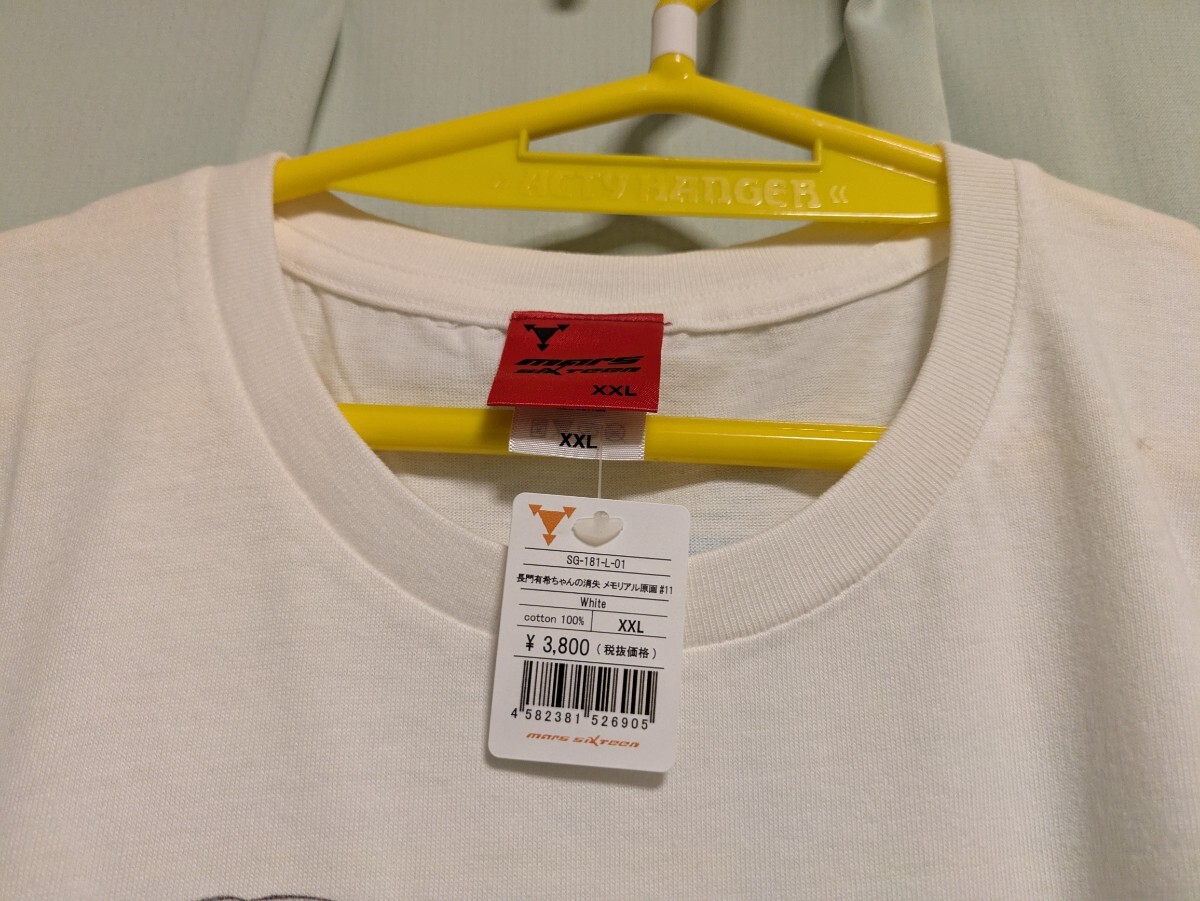 HANGER «
mars
sixteen
XXL
XXL
SG-181-L-01
長門有希ちゃんの消失 メモリアル原画 #11
White
cotton 100% XXL
¥ 3,800 (税抜価格)
4 582381 526905
mars sixteen